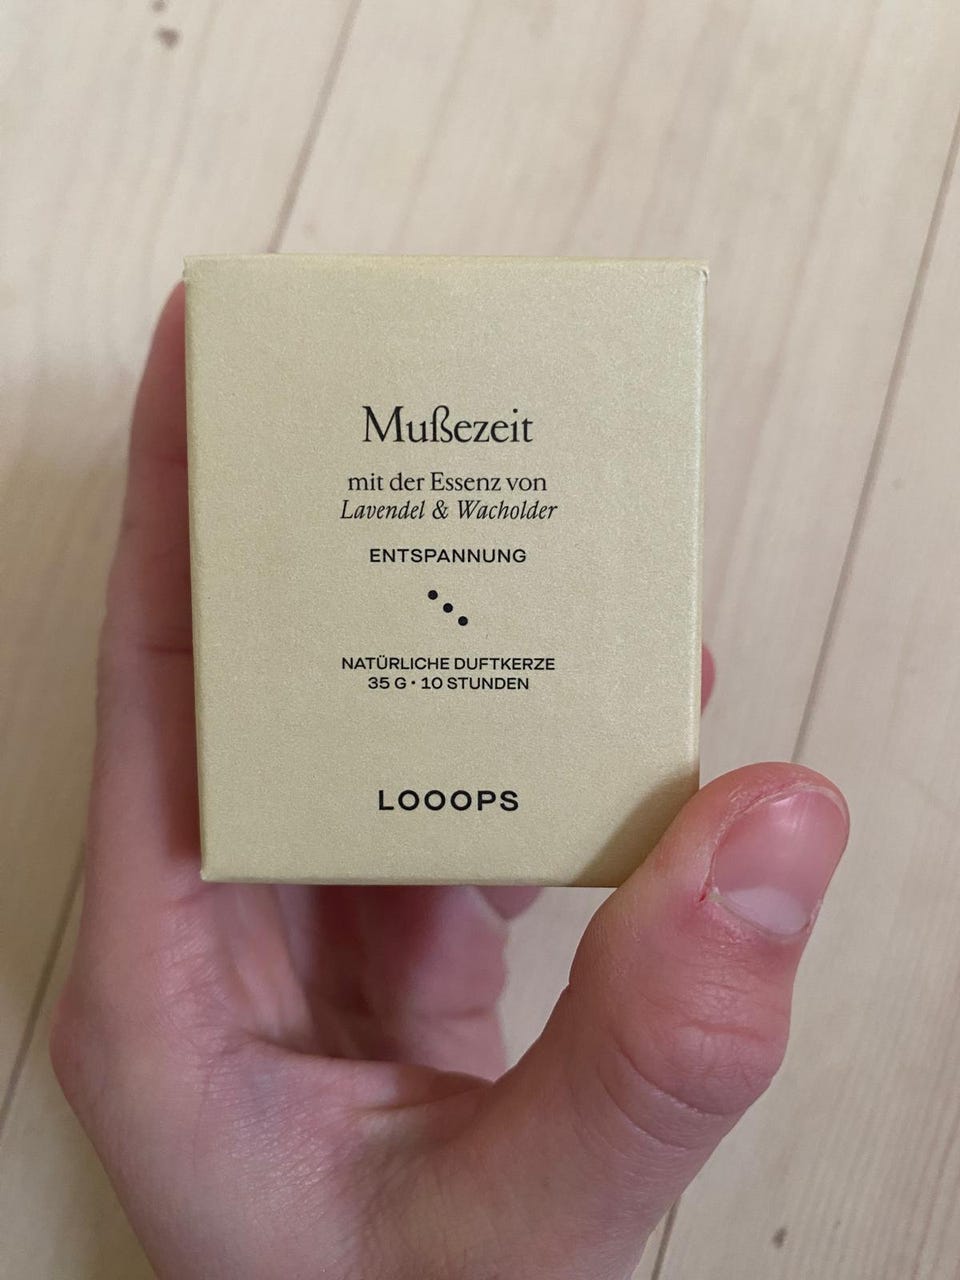 Mußezeit
mit der Essenz von
Lavendel & Wacholder
ENTSPANNUNG
NATÜRLICHE DUFTKERZE
35 G • 10 STUNDEN
LOOOPS